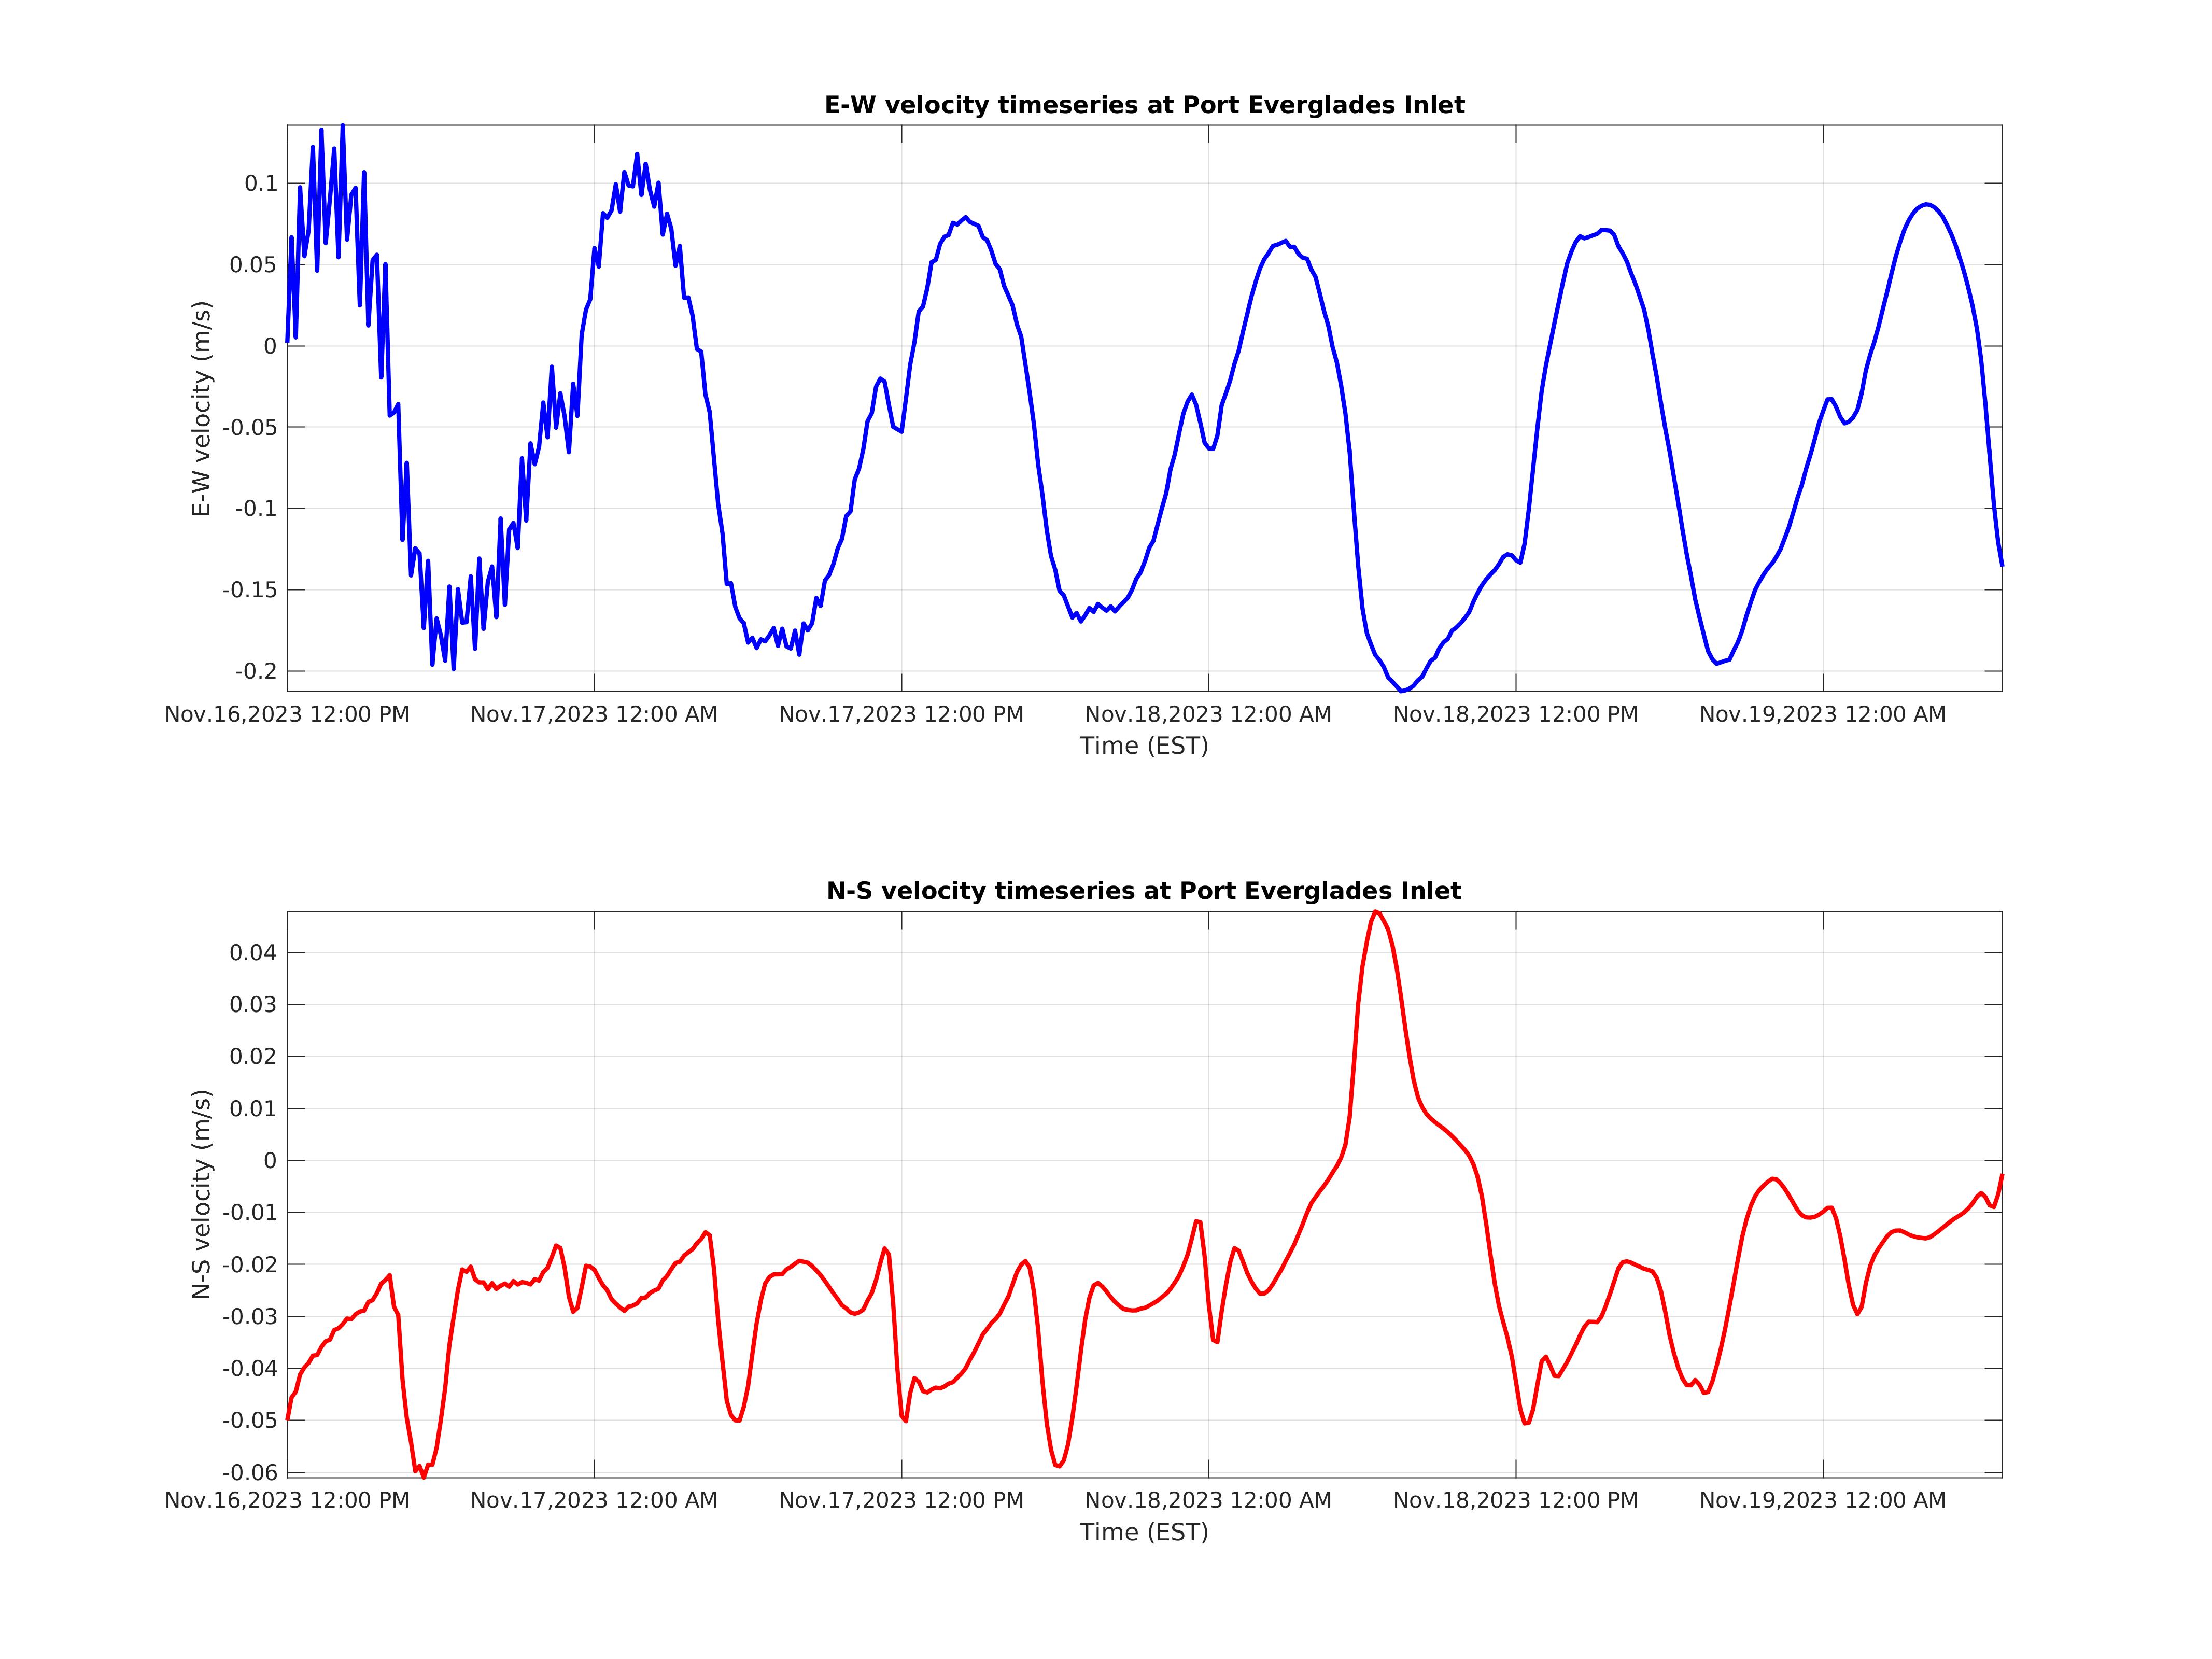 E-W velocity timeseries at Port Everglades Inlet
E-W velocity (m/s)
0.1
0.05
0
-0.05
-0.1
-0.15
-0.2
Nov.16,2023 12:00 PM Nov.17,2023 12:00 AM Nov.17,2023 12:00 PM Nov.18,2023 12:00 AM Nov.18,2023 12:00 PM Nov.19,2023 12:00 AM
Time (EST)
N-S velocity timeseries at Port Everglades Inlet
N-S velocity (m/s)
0.04
0.03
0.02
0.01
0
-0.01
-0.02
-0.03
-0.04
-0.05
-0.06
Nov.16,2023 12:00 PM Nov.17,2023 12:00 AM Nov.17,2023 12:00 PM Nov.18,2023 12:00 AM Nov.18,2023 12:00 PM Nov.19,2023 12:00 AM
Time (EST)